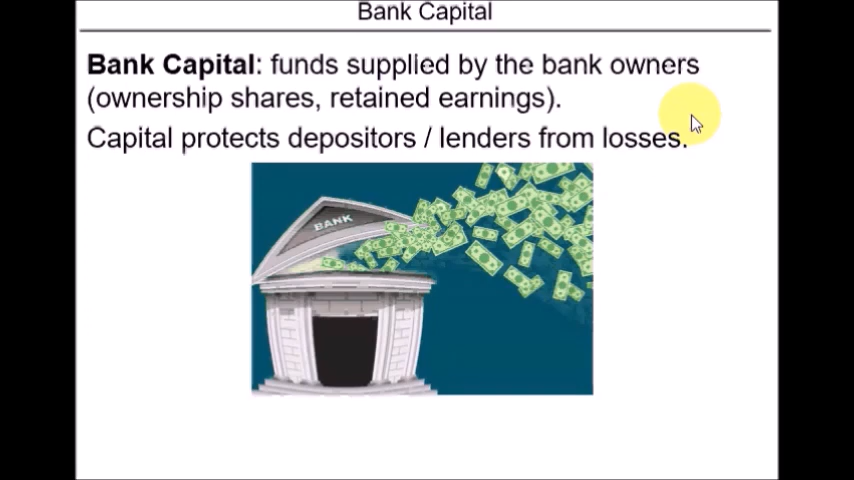 Bank Capital
Bank Capital: funds supplied by the bank owners
(ownership shares, retained earnings).
Capital protects depositors / lenders from losses.
BANK